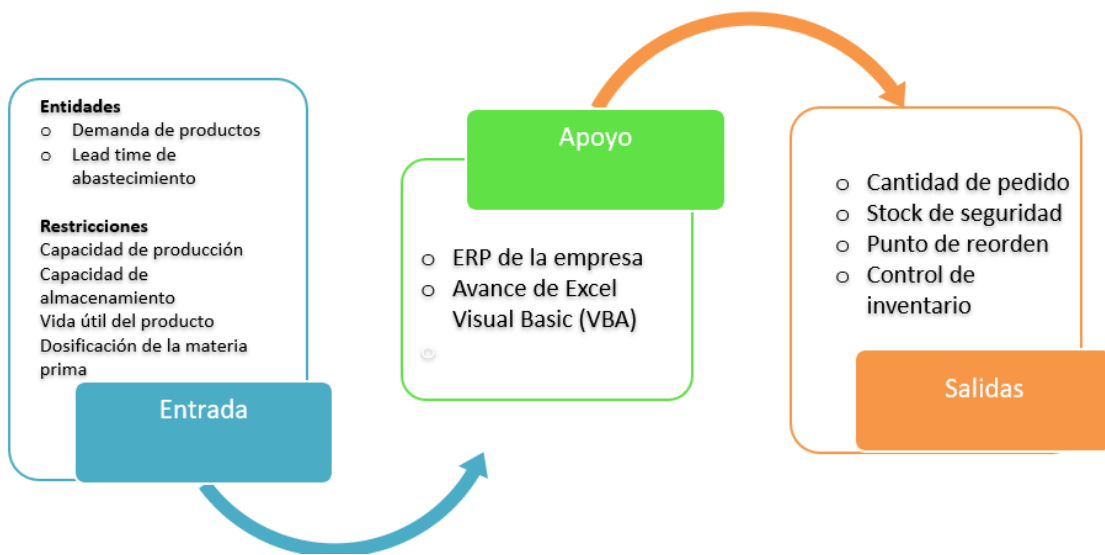 Entidades
o Demanda de productos
o Lead time de
abastecimiento
Restricciones
Capacidad de producción
Capacidad de
almacenamiento
Vida útil del producto
Dosificación de la materia
prima
Entrada
Apoyo
o ERP de la empresa
o Avance de Excel
Visual Basic (VBA)
o
o Cantidad de pedido
o Stock de seguridad
o Punto de reorden
o Control de
inventario
Salidas